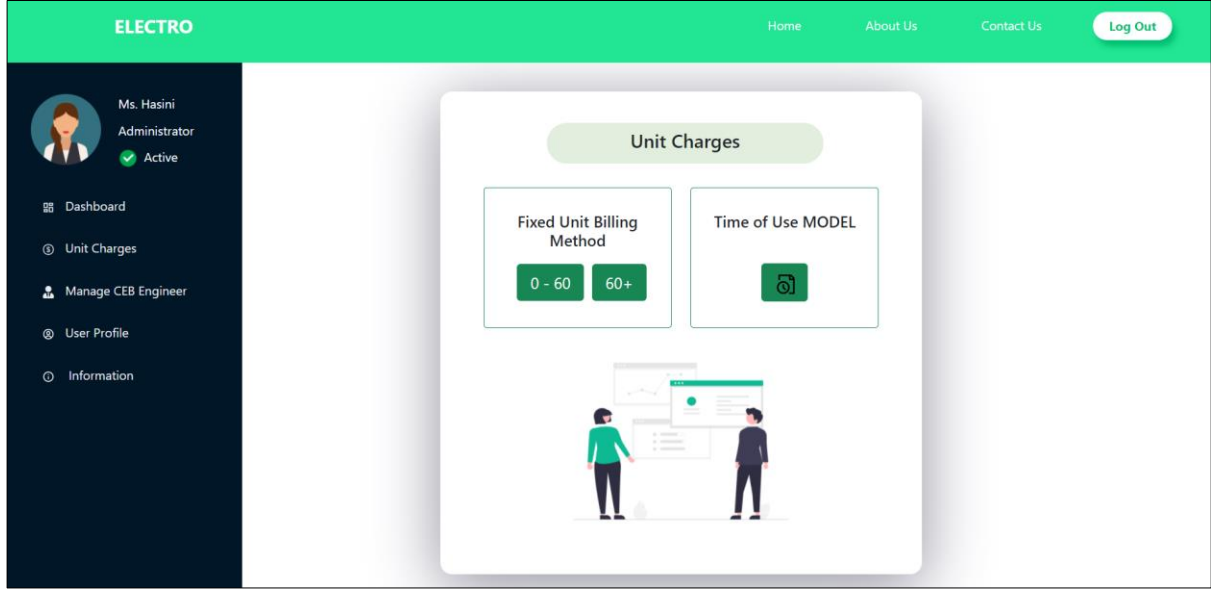 ELECTRO
Home
About Us
Contact Us
Log Out
Ms. Hasini
Administrator
Active
Dashboard
Unit Charges
Manage CEB Engineer
User Profile
Information
Unit Charges
Fixed Unit Billing
Method
0 - 60
60+
Time of Use MODEL